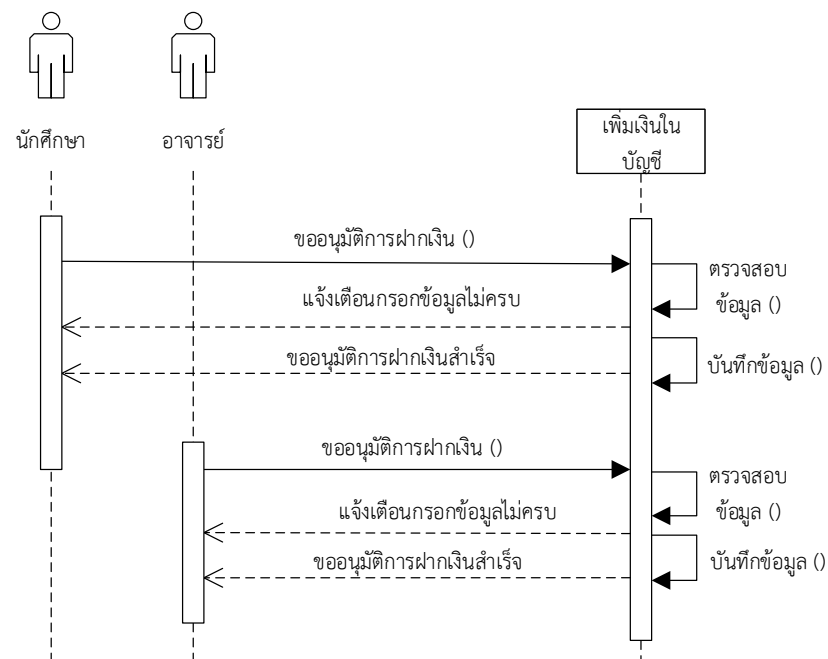 นักศึกษา
อาจารย์
เพิ่มเงินใน
บัญชี
ขออนุมัติการฝากเงิน ()
ตรวจสอบ
ข้อมูล ()
แจ้งเตือนกรอกข้อมูลไม่ครบ
ขออนุมัติการฝากเงินสำเร็จ
บันทึกข้อมูล ()
ขออนุมัติการฝากเงิน ()
ตรวจสอบ
ข้อมูล ()
แจ้งเตือนกรอกข้อมูลไม่ครบ
ขออนุมัติการฝากเงินสำเร็จ
บันทึกข้อมูล ()